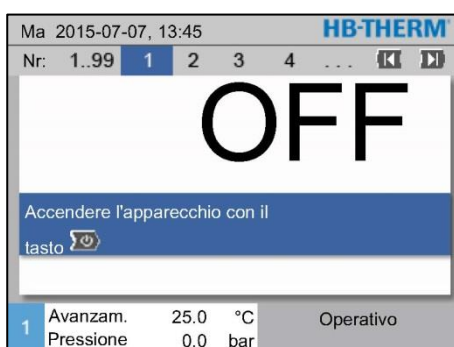 Ma 2015-07-07, 13:45 HB-THERM
Nr: 1..99 1 2 3 4 ...
OFF
Accendere l'apparecchio con il
tasto
1 Avanzam. 25.0 °C Operativo
Pressione 0.0 bar